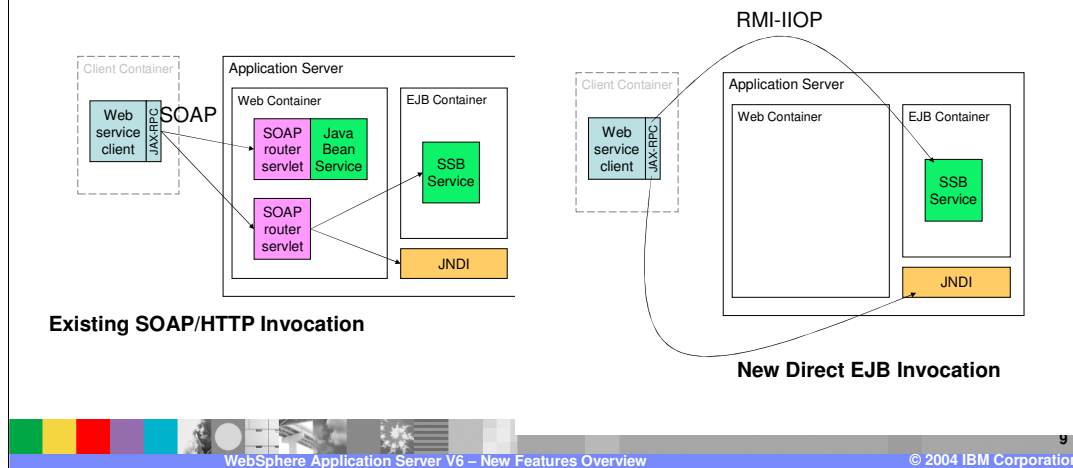 Client Container
Web
service
client
JAX-RPC
SOAP
Application Server
Web Container
SOAP
router
servlet
Java
Bean
Service
SOAP
router
servlet
EJB Container
SSB
Service
JNDI
Existing SOAP/HTTP Invocation
RMI-IIOP
Client Container
Web
service
client
JAX-RPC
Application Server
Web Container
EJB Container
SSB
Service
JNDI
New Direct EJB Invocation
9
WebSphere Application Server V6 – New Features Overview
© 2004 IBM Corporation